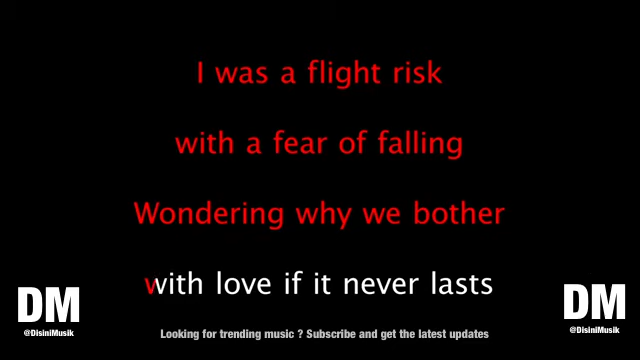 I was a flight risk
with a fear of falling
Wondering why we bother
with love if it never lasts
DM
@DisiniMusik
DM
@DisiniMusik
Looking for trending music ? Subscribe and get the latest updates